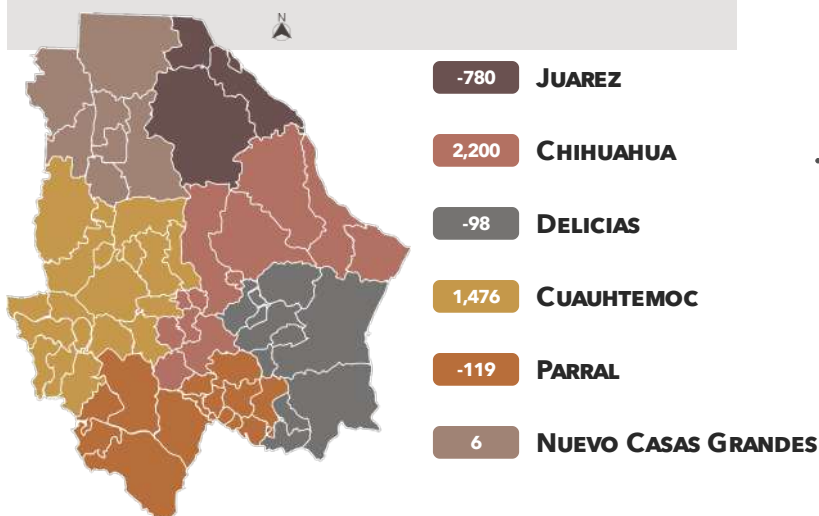 N
-780 JUAREZ
2,200 CHIHUAHUA
-98 DELICIAS
1,476 CUAUHTEMOC
-119 PARRAL
6 NUEVO CASAS GRANDES